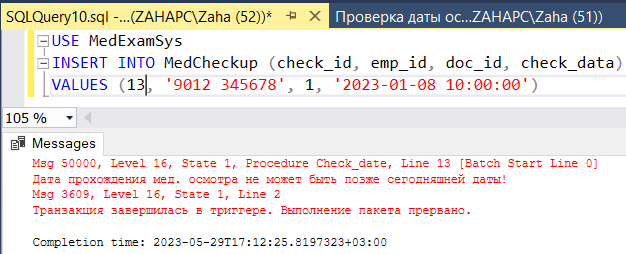 SQLQuery10.sql -...(ZAHAPC\Zaha (52))*
Проверка даты ос...ZAHAPC\Zaha (51))
USE MedExamSys
INSERT INTO MedCheckup (check_id, emp_id, doc_id, check_data)
VALUES (13, '9012 345678', 1, '2023-01-08 10:00:00')
105 %
Messages
Msg 50000, Level 16, State 1, Procedure Check_date, Line 13 [Batch Start Line 0]
Дата прохождения мед. осмотра не может быть позже сегодняшней даты!
Msg 3609, Level 16, State 1, Line 2
Транзакция завершилась в триггере. Выполнение пакета прервано.
Completion time: 2023-05-29T17:12:25.8197323+03:00